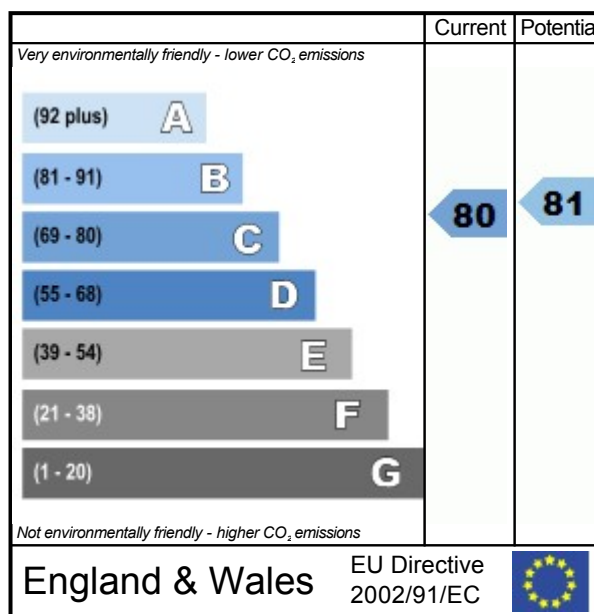 Current Potentia
Very environmentally friendly - lower CO₂ emissions
(92 plus) A
(81 - 91) B
(69 - 80) C
(55 - 68) D
(39 - 54) E
(21 - 38) F
(1 - 20) G
80
81
Not environmentally friendly - higher CO₂ emissions
England & Wales
EU Directive
2002/91/EC